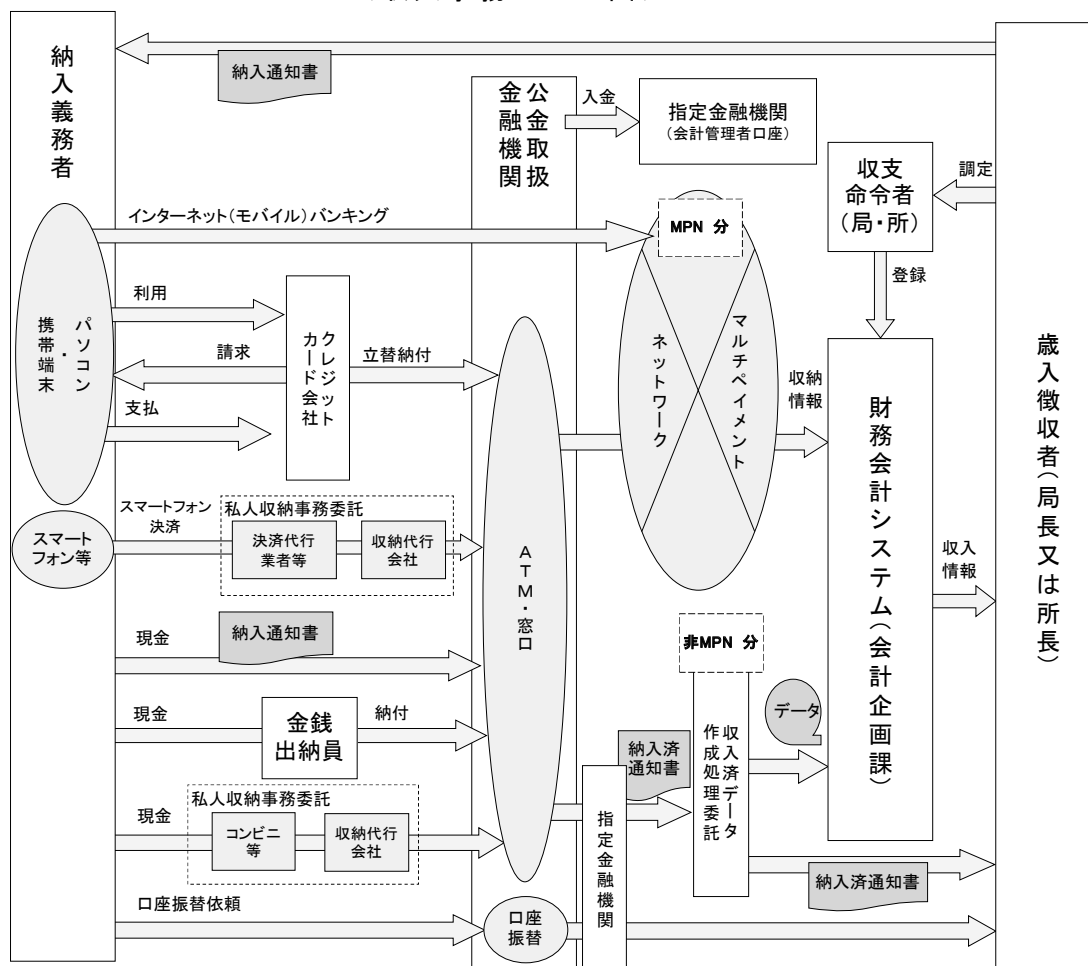 納入義務者
納入通知書
公金取扱
金融機関
入金
指定金融機関
（会計管理者口座）
収支
命令者
（局・所）
調定
登録
インターネット（モバイル）バンキング
MPN 分
パソコン
・
携帯端末
利用
請求
支払
クレジット
カード会社
立替納付
マルチペイメント
ネットワーク
収納
情報
財務会計システム（会計企画課）
歳入徴収者（局長又は所長）
収入
情報
スマート
フォン等
スマートフォン
決済
私人収納事務委託
決済代行
業者等
収納代行
会社
ATM・窓口
現金
納入通知書
現金
金銭
出納員
納付
現金
私人収納事務委託
コンビニ
等
収納代行
会社
非MPN 分
データ
納入済
通知書
収入済データ
作成処理委託
指定金融機関
納入済通知書
口座振替依頼
口座
振替